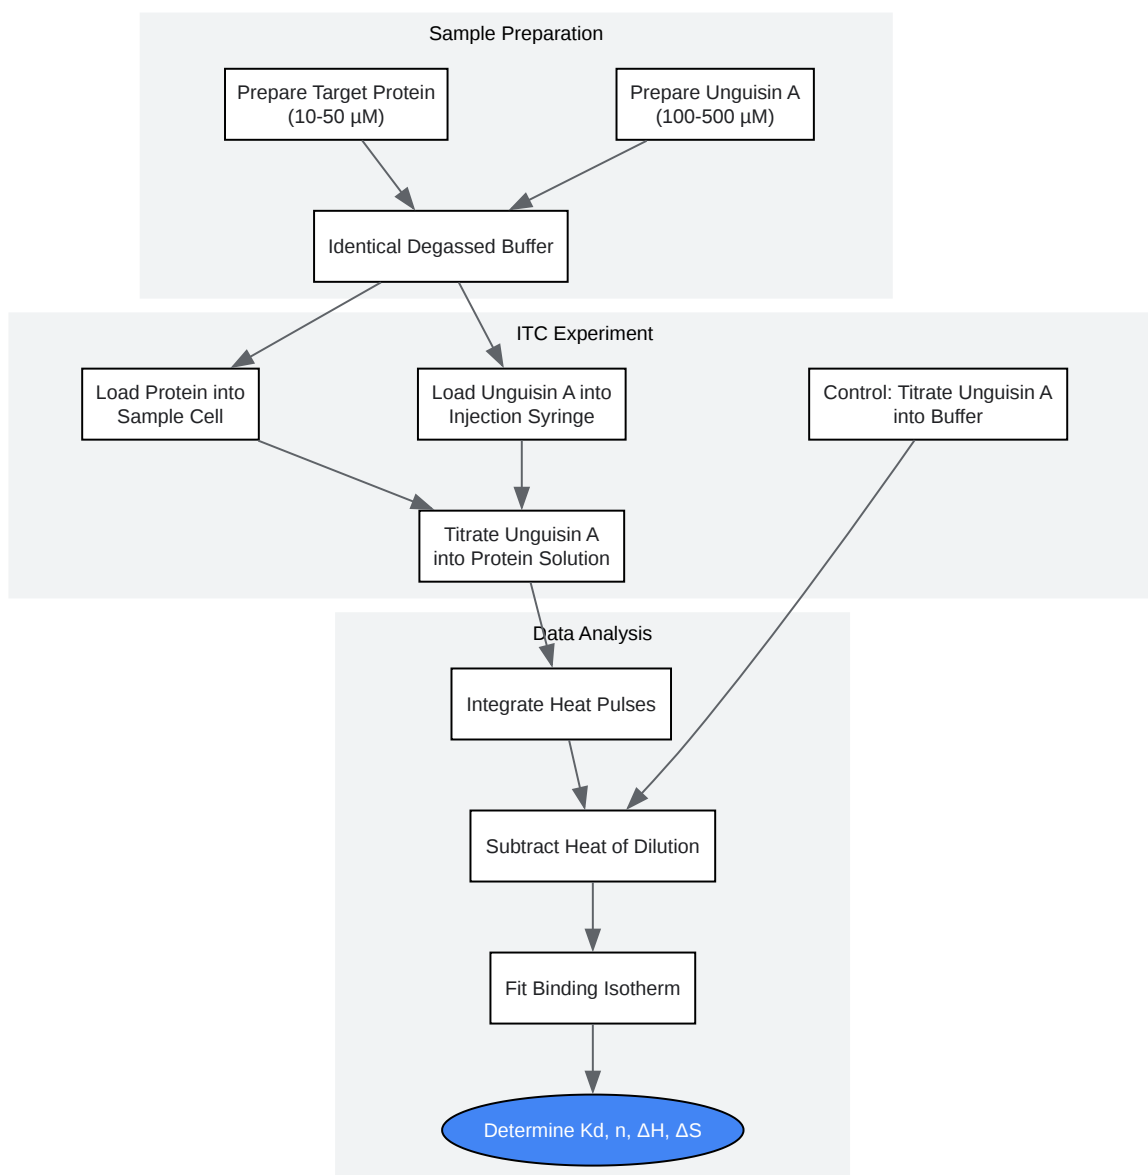 Sample Preparation
Prepare Target Protein
(10-50 µM)
Prepare Unguisin A
(100-500 µM)
Identical Degassed Buffer
ITC Experiment
Load Protein into
Sample Cell
Load Unguisin A into
Injection Syringe
Control: Titrate Unguisin A
into Buffer
Titrate Unguisin A
into Protein Solution
Data Analysis
Integrate Heat Pulses
Subtract Heat of Dilution
Fit Binding Isotherm
Determine Kd, n, ΔH, ΔS